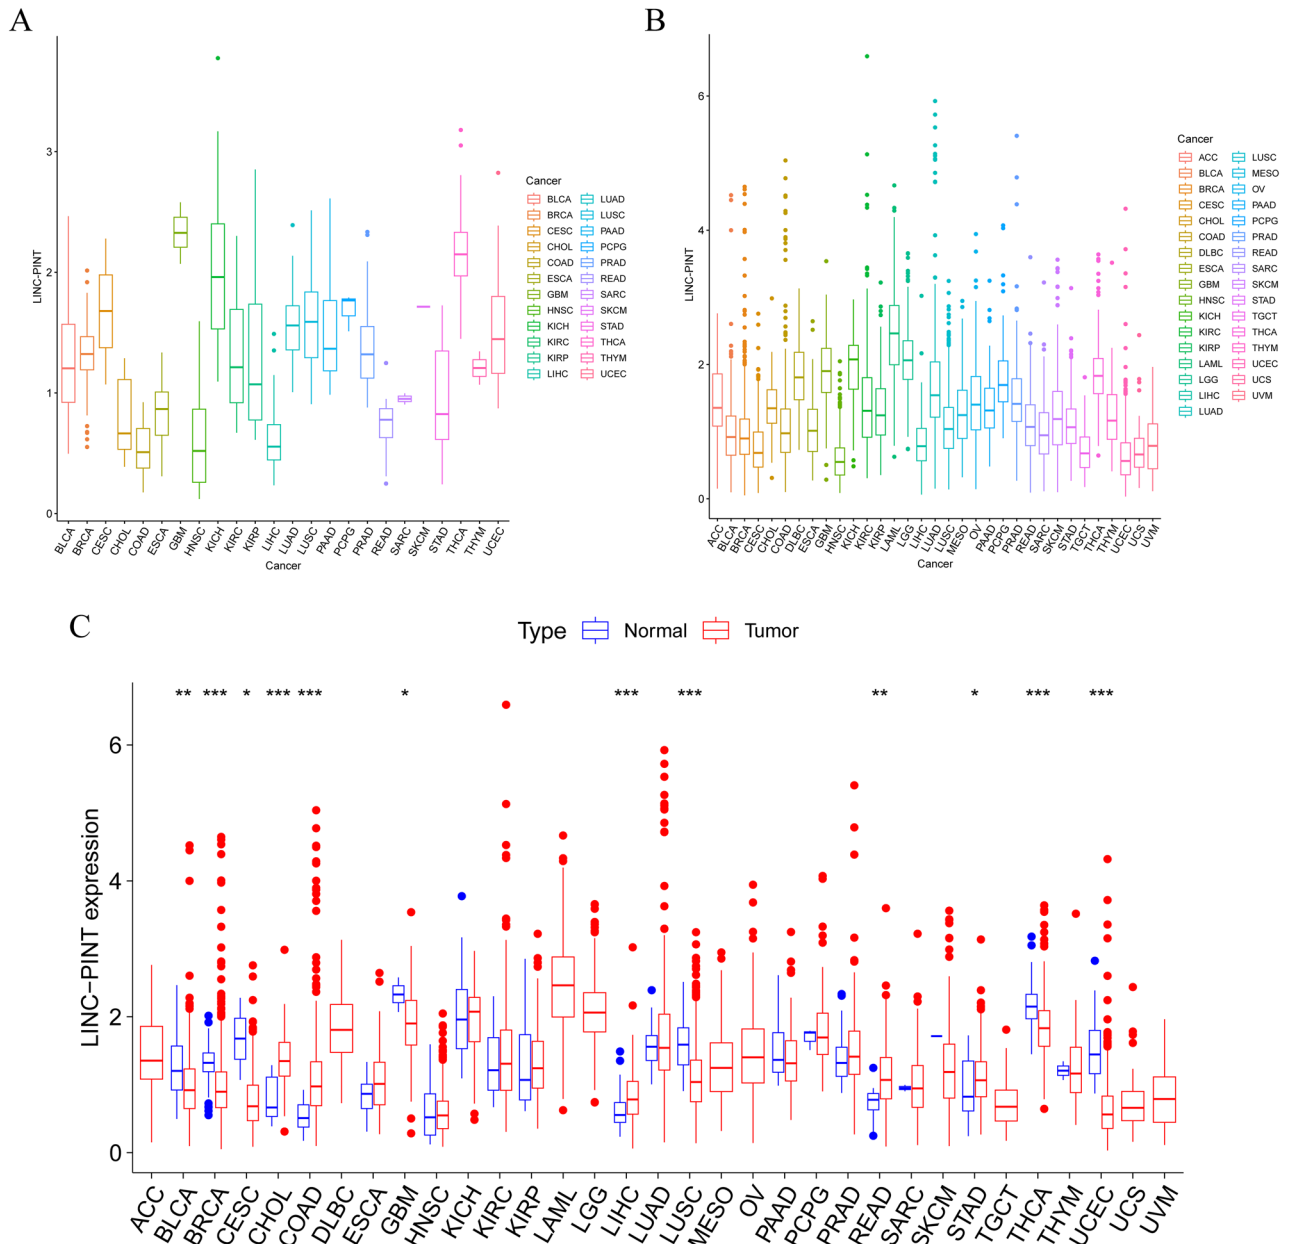 A
LINC-PINT
3
2
1
0
BLCA
BRCA
CESC
CHOL
COAD
ESCA
GBM
HNSC
KICH
KIRC
KIRP
LIHC
LUAD
LUSC
PAAD
PCPG
PRAD
READ
SARC
SKCM
STAD
THCA
THYM
UCEC
Cancer
Cancer
BLCA LUAD
BRCA LUSC
CESC PAAD
CHOL PCPG
COAD PRAD
ESCA READ
GBM SARC
HNSC SKCM
KICH STAD
KIRC THCA
KIRP THYM
LIHC UCEC
B
LINC-PINT
6
4
2
0
ACC
BLCA
BRCA
CESC
CHOL
COAD
DLBC
ESCA
GBM
HNSC
KICH
KIRC
KIRP
LAML
LGG
LIHC
LUAD
LUSC
MESO
OV
PAAD
PCPG
PRAD
READ
SARC
SKCM
STAD
TGCT
THCA
THYM
UCEC
UCS
UVM
Cancer
Cancer
ACC LUSC
BLCA MESO
BRCA OV
CESC PAAD
CHOL PCPG
COAD PRAD
DLBC READ
ESCA SARC
GBM SKCM
HNSC STAD
KICH TGCT
KIRC THCA
KIRP THYM
LAML UCEC
LGG UCS
LIHC UVM
LUAD
C
Type Normal Tumor
** *** * *** *** * *** *** ** * *** ***
LINC-PINT expression
6
4
2
0
ACC
BLCA
BRCA
CESC
CHOL
COAD
DLBC
ESCA
GBM
HNSC
KICH
KIRC
KIRP
LAML
LGG
LIHC
LUAD
LUSC
MESO
OV
PAAD
PCPG
PRAD
READ
SARC
SKCM
STAD
TGCT
THCA
THYM
UCEC
UCS
UVM